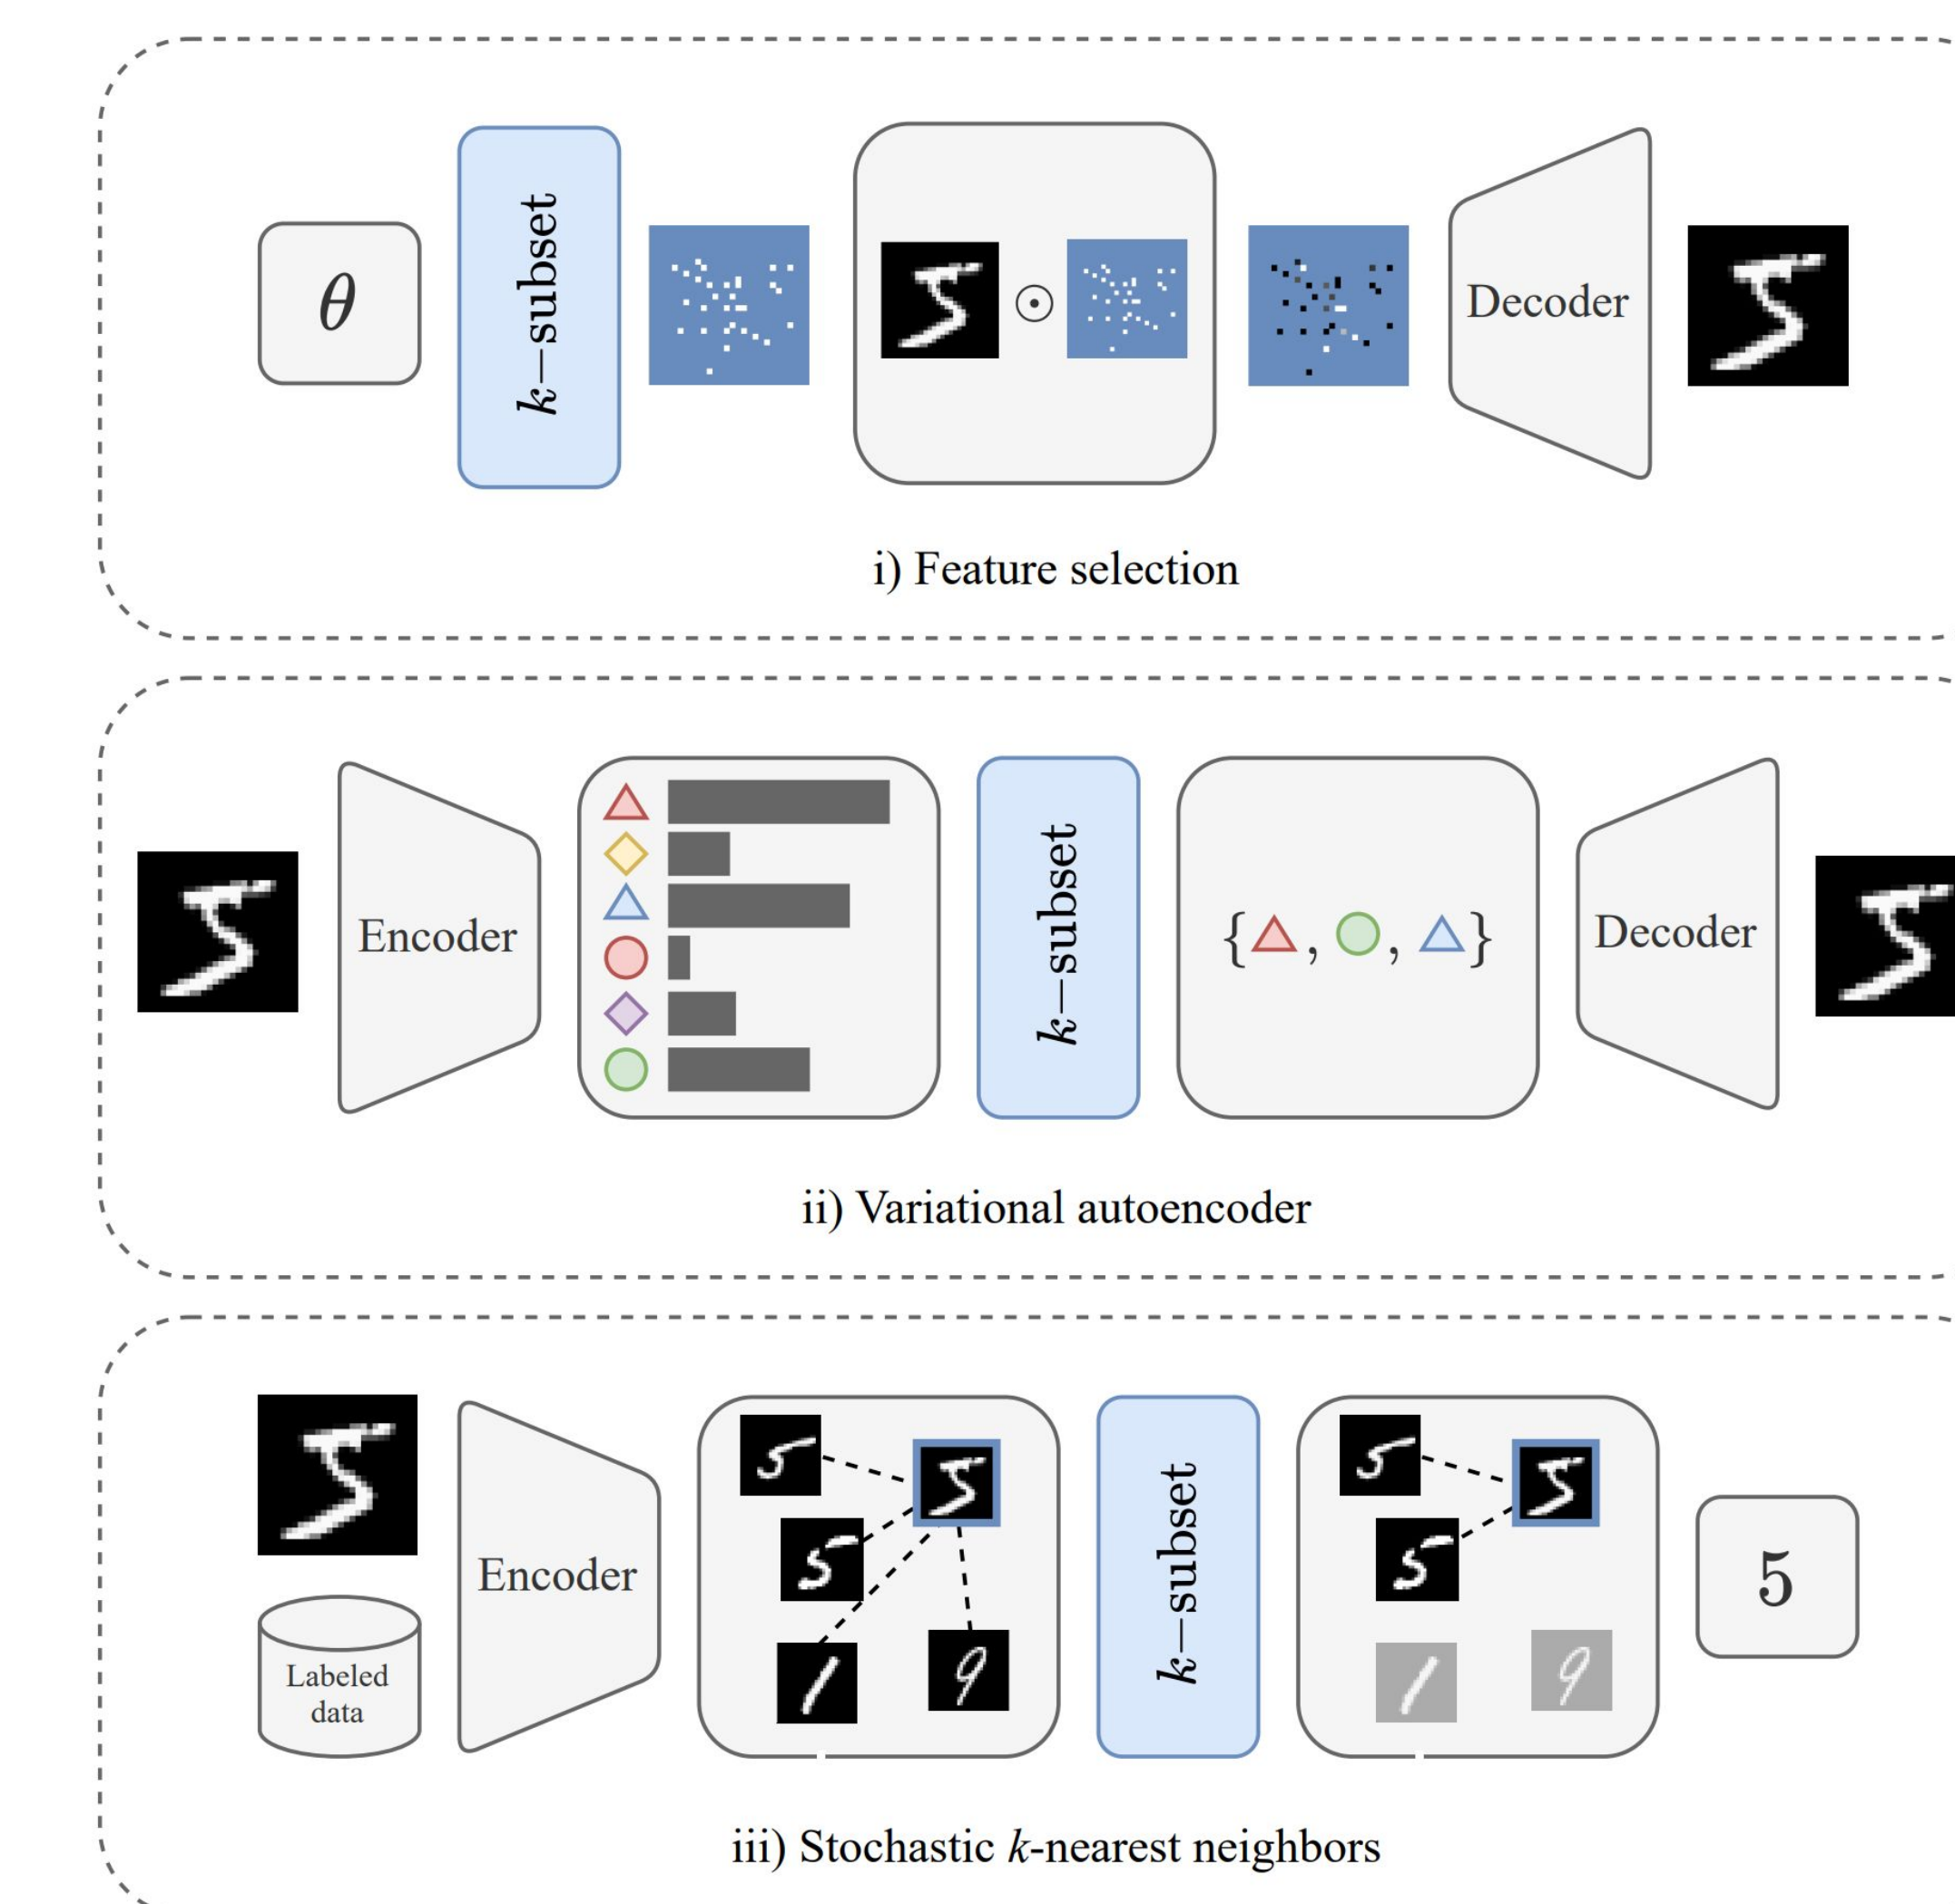 θ
k−subset
⊙
Decoder
i) Feature selection
Encoder
k−subset
{ , , }
Decoder
ii) Variational autoencoder
Labeled
data
Encoder
k−subset
5
iii) Stochastic k-nearest neighbors